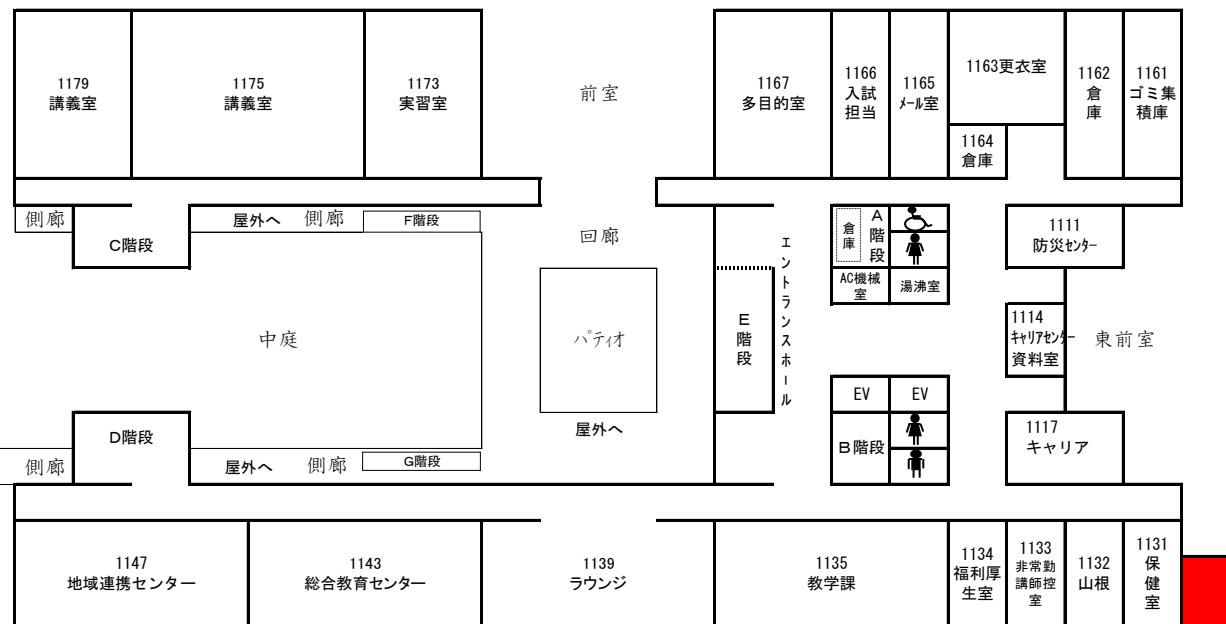 1179
講義室
1175
講義室
1173
実習室
前室
1167
多目的室
1166
入試
担当
1165
メール室
1163更衣室
1164
倉庫
1162
倉
庫
1161
ゴミ集
積庫
側廊
C階段
屋外へ
側廊
F階段
回廊
エントランスホール
倉
庫
A
階
段
AC機械
室
湯沸室
1111
防災センター
中庭
パティオ
E
階
段
1114
キャリアセンター
資料室
東前室
EV
EV
D階段
側廊
屋外へ
側廊
G階段
屋外へ
B階段
1117
キャリア
1147
地域連携センター
1143
総合教育センター
1139
ラウンジ
1135
教学課
1134
福利厚
生室
1133
非常勤
講師控
室
1132
山根
1131
保
健
室